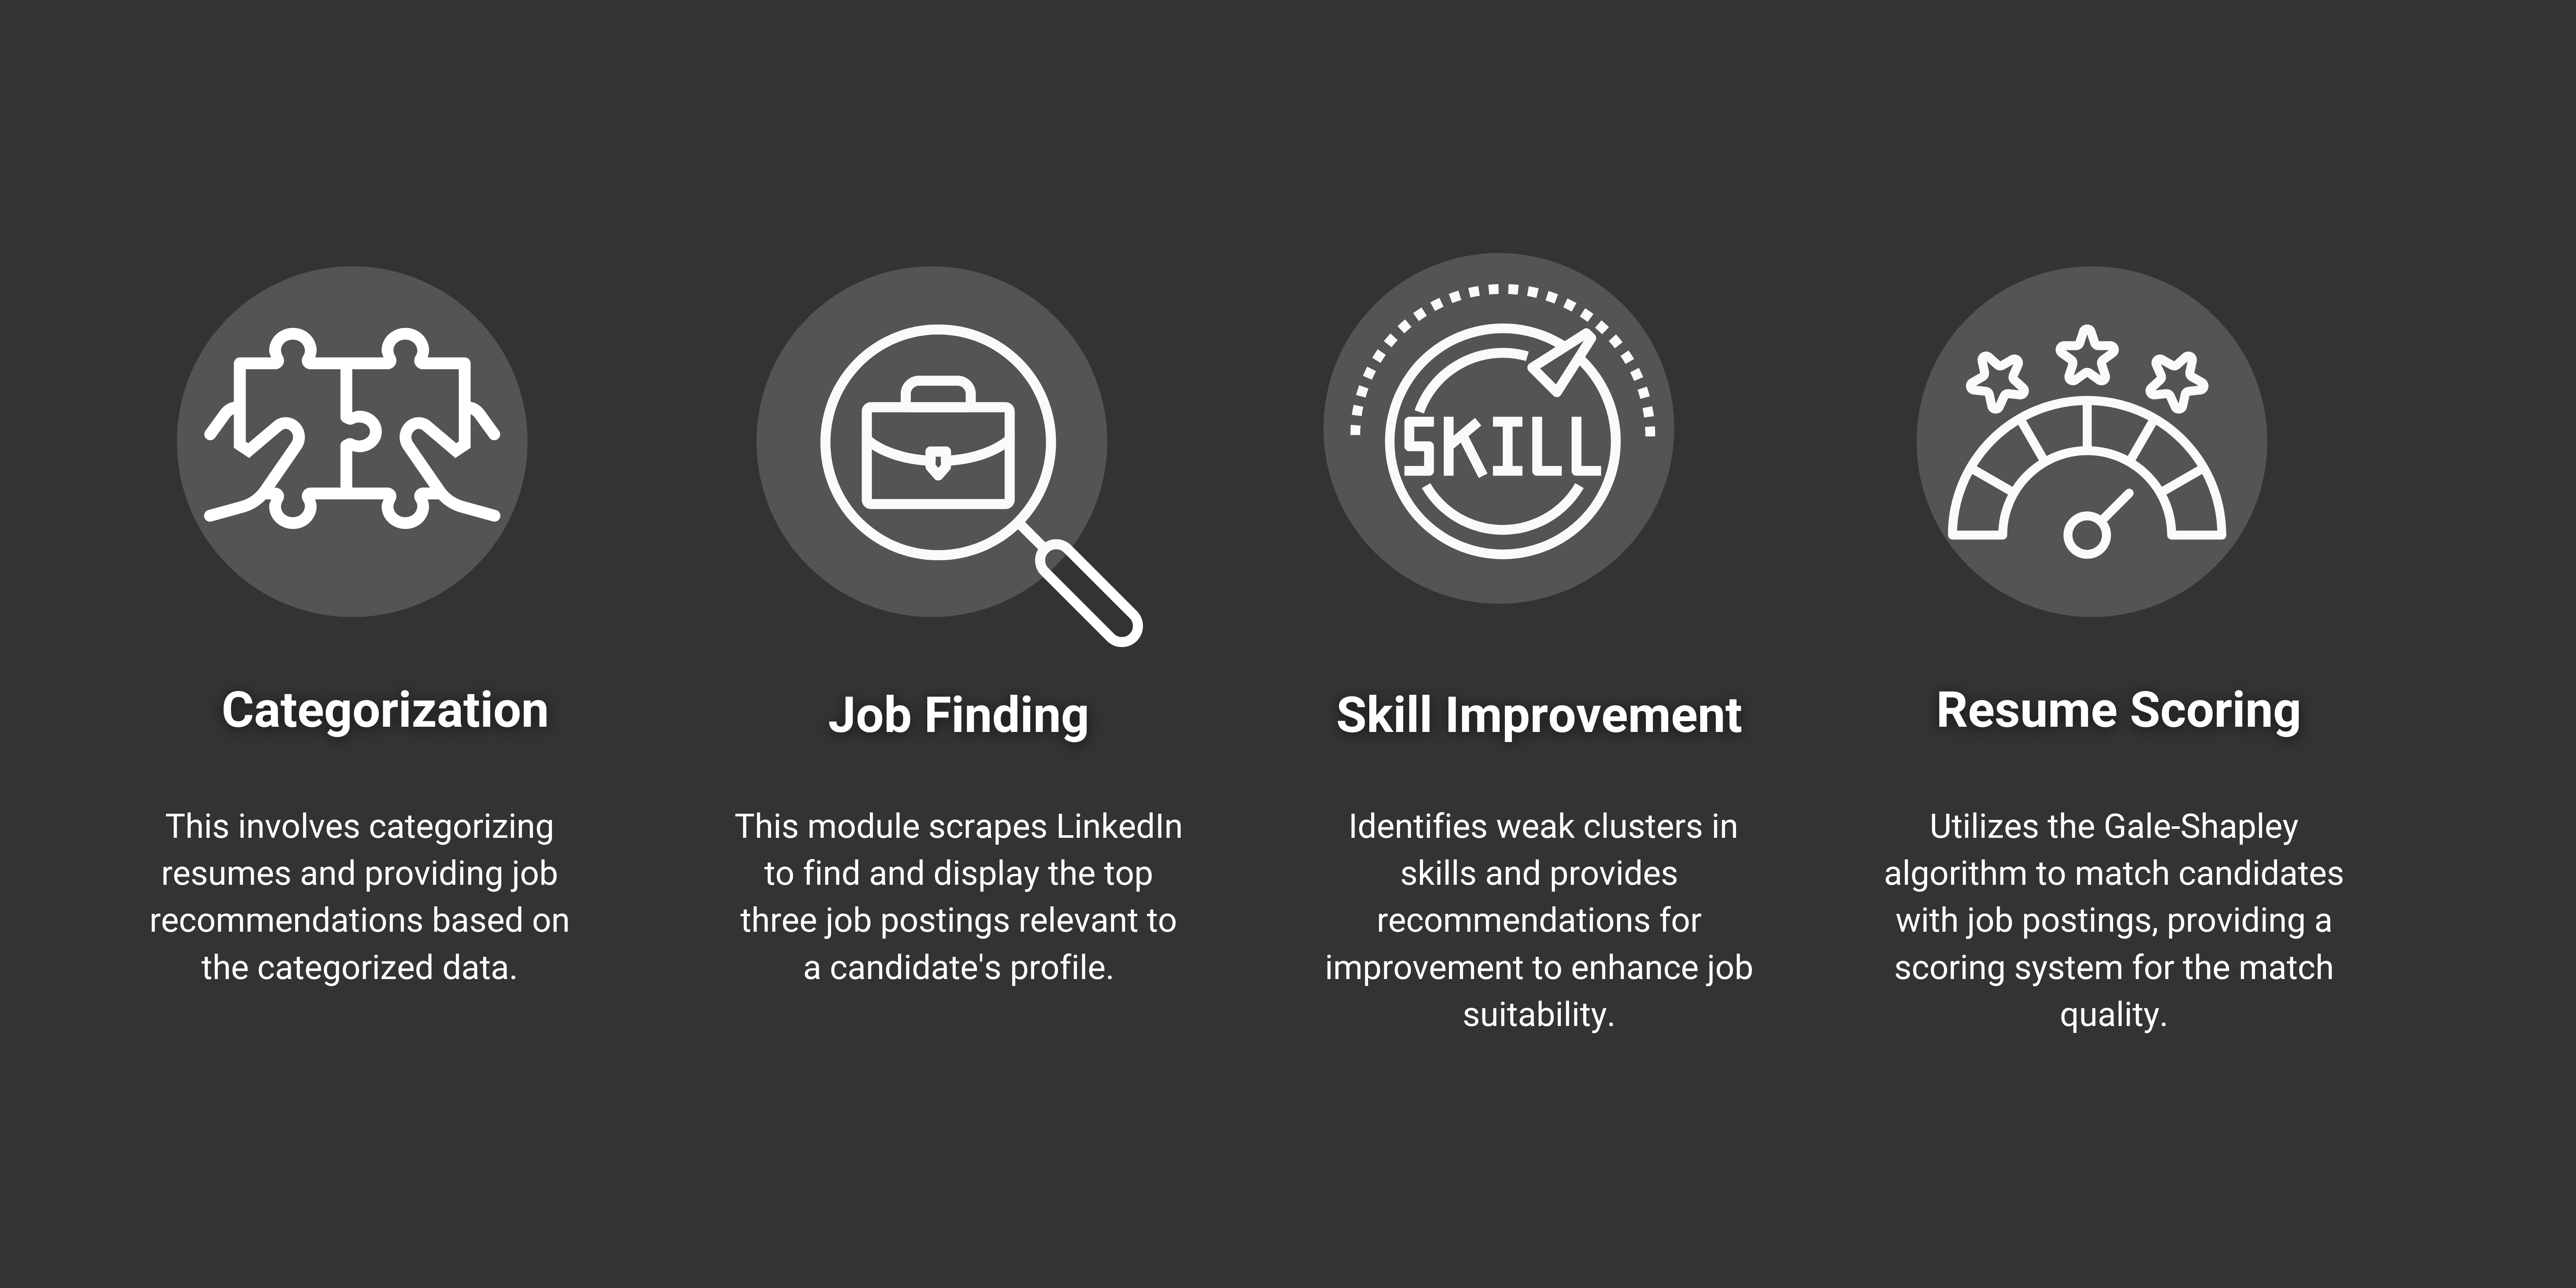 SKILL
Categorization
This involves categorizing
resumes and providing job
recommendations based on
the categorized data.
Job Finding
This module scrapes LinkedIn
to find and display the top
three job postings relevant to
a candidate's profile.
Skill Improvement
Identifies weak clusters in
skills and provides
recommendations for
improvement to enhance job
suitability.
Resume Scoring
Utilizes the Gale-Shapley
algorithm to match candidates
with job postings, providing a
scoring system for the match
quality.